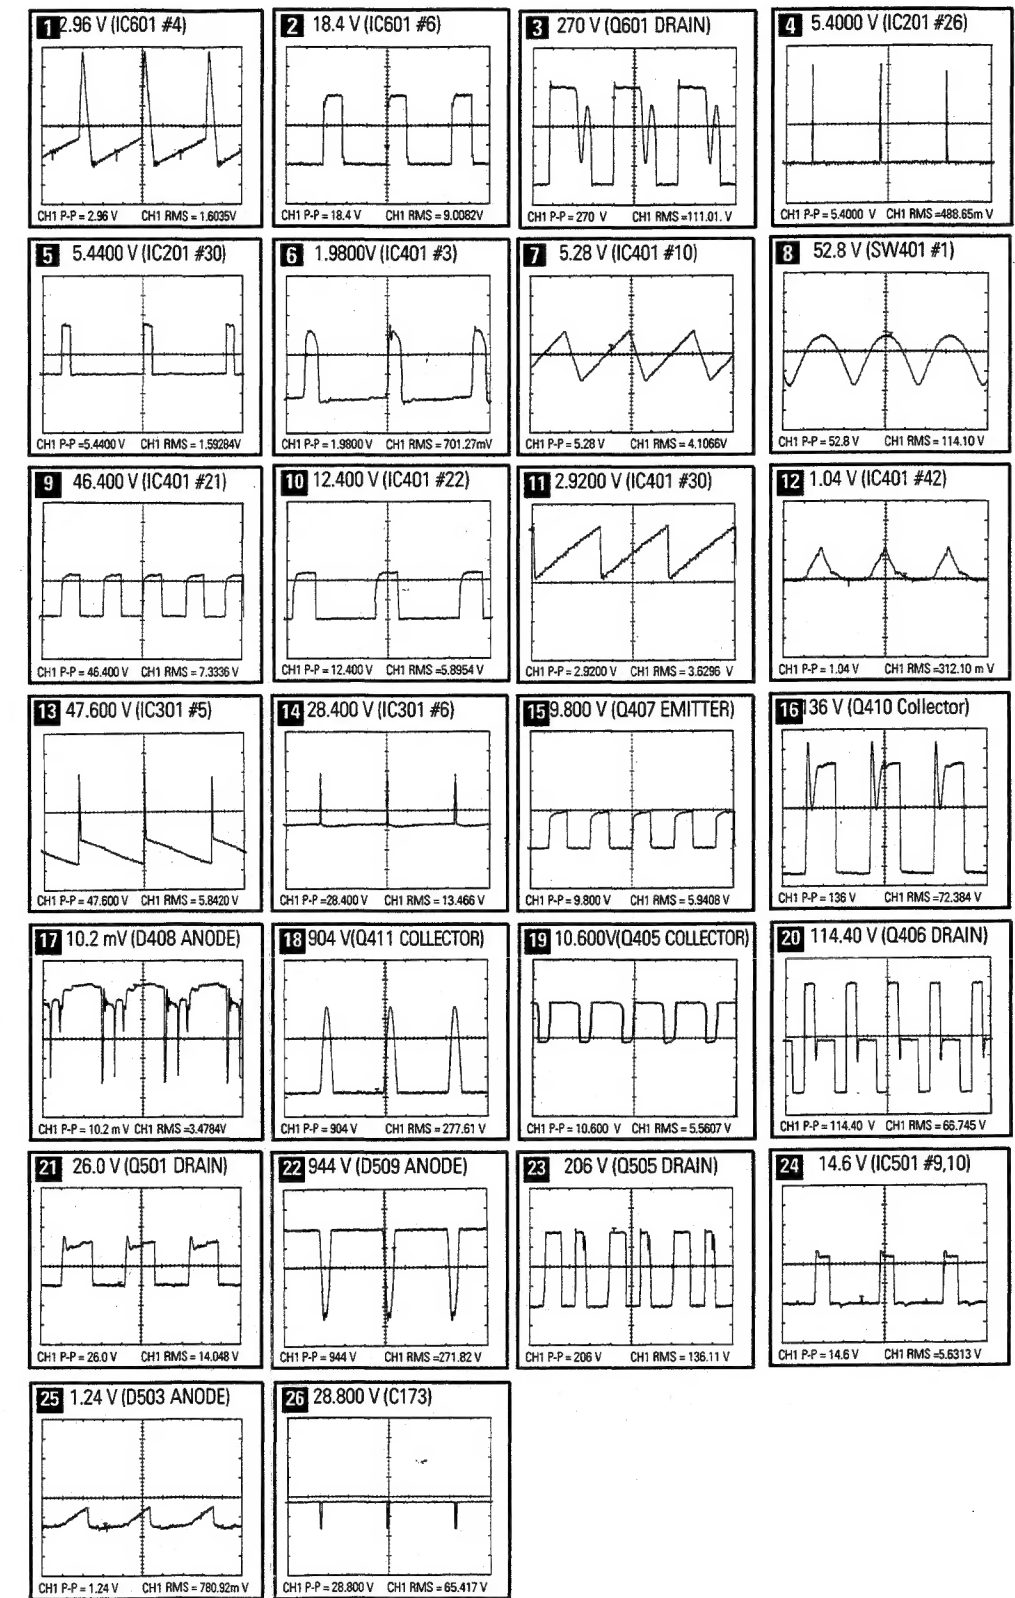 1 2.96 V (IC601 #4)
CH1 P-P = 2.96 V CH1 RMS = 1.6035V
2 18.4 V (IC601 #6)
CH1 P-P = 18.4 V CH1 RMS = 9.0082V
3 270 V (Q601 DRAIN)
CH1 P-P = 270 V CH1 RMS =111.01. V
4 5.4000 V (IC201 #26)
CH1 P-P = 5.4000 V CH1 RMS =488.65m V
5 5.4400 V (IC201 #30)
CH1 P-P =5.4400 V CH1 RMS = 1.59284V
6 1.9800V (IC401 #3)
CH1 P-P = 1.9800 V CH1 RMS = 701.27mV
7 5.28 V (IC401 #10)
CH1 P-P = 5.28 V CH1 RMS = 4.1066V
8 52.8 V (SW401 #1)
CH1 P-P = 52.8 V CH1 RMS = 114.10 V
9 46.400 V (IC401 #21)
CH1 P-P = 46.400 V CH1 RMS = 7.3336 V
10 12.400 V (IC401 #22)
CH1 P-P = 12.400 V CH1 RMS =5.8954 V
11 2.9200 V (IC401 #30)
CH1 P-P = 2.9200 V CH1 RMS = 3.6296 V
12 1.04 V (IC401 #42)
CH1 P-P = 1.04 V CH1 RMS =312.10 m V
13 47.600 V (IC301 #5)
CH1 P-P = 47.600 V CH1 RMS = 5.8420 V
14 28.400 V (IC301 #6)
CH1 P-P =28.400 V CH1 RMS = 13.466 V
15 9.800 V (Q407 EMITTER)
CH1 P-P = 9.800 V CH1 RMS = 5.9408 V
16 136 V (Q410 Collector)
CH1 P-P = 136 V CH1 RMS =72.384 V
17 10.2 mV (D408 ANODE)
CH1 P-P = 10.2 m V CH1 RMS =3.4784V
18 904 V(Q411 COLLECTOR)
CH1 P-P = 904 V CH1 RMS = 277.61 V
19 10.600V(Q405 COLLECTOR)
CH1 P-P = 10.600 V CH1 RMS = 5.5607 V
20 114.40 V (Q406 DRAIN)
CH1 P-P = 114.40 V CH1 RMS = 66.745 V
21 26.0 V (Q501 DRAIN)
CH1 P-P = 26.0 V CH1 RMS = 14.048 V
22 944 V (D509 ANODE)
CH1 P-P = 944 V CH1 RMS =271.82 V
23 206 V (Q505 DRAIN)
CH1 P-P = 206 V CH1 RMS = 136.11 V
24 14.6 V (IC501 #9,10)
CH1 P-P = 14.6 V CH1 RMS =5.6313 V
25 1.24 V (D503 ANODE)
CH1 P-P = 1.24 V CH1 RMS = 780.92m V
26 28.800 V (C173)
CH1 P-P = 28.800 V CH1 RMS = 65.417 V